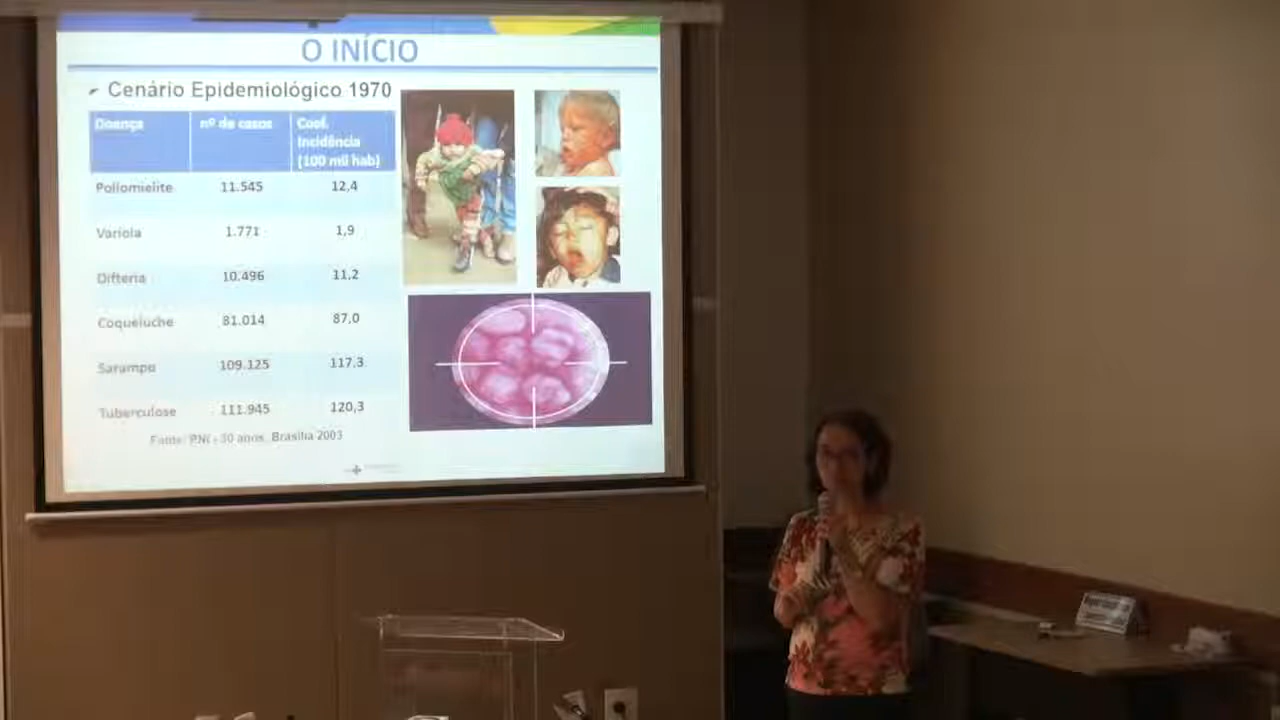 O INÍCIO
Cenário Epidemiológico 1970
Doença nº de casos Coef. Incidência (100 mil hab)
Poliomielite 11.545 12,4
Varíola 1.771 1,9
Difteria 10.496 11,2
Coqueluche 81.014 87,0
Sarampo 109.125 117,3
Tuberculose 111.945 120,3
Fonte: PNI - 30 anos, Brasília 2003